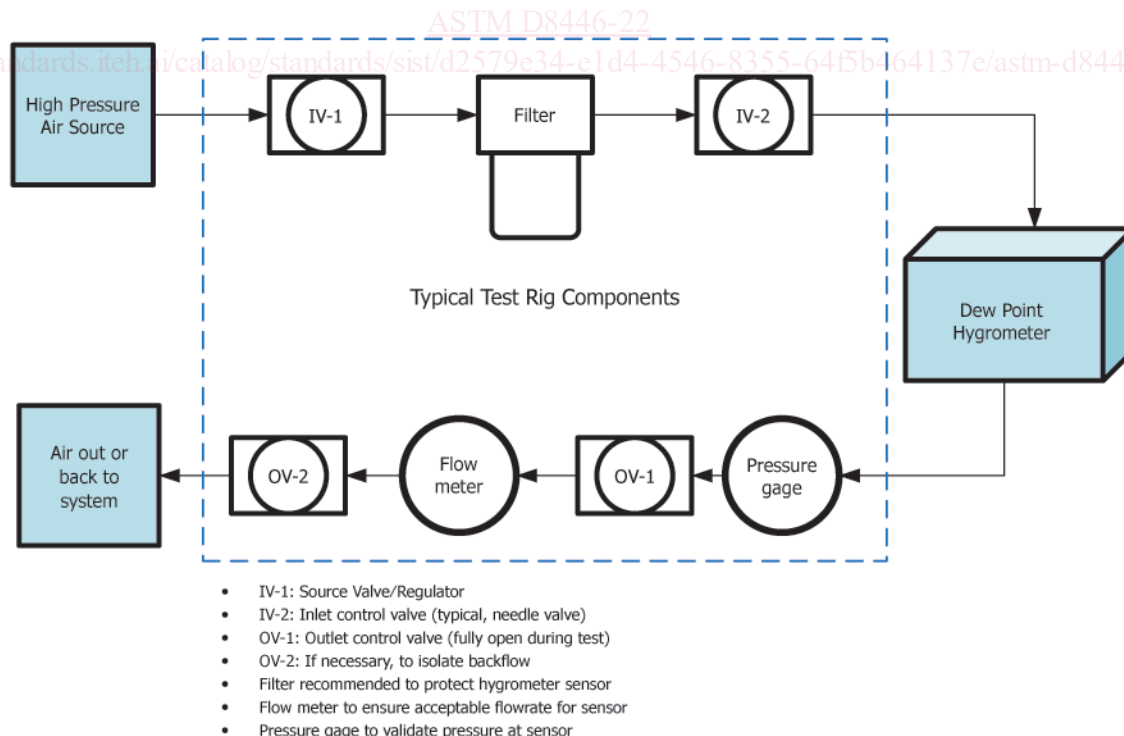 ASTM D8446-22
andards.iteh.ai/catalog/standards/sist/d2579e34-e1d4-4546-8355-64f5b464137e/astm-d844
High Pressure
Air Source
IV-1
Filter
IV-2
Typical Test Rig Components
Dew Point
Hygrometer
Air out or
back to
system
OV-2
Flow
meter
OV-1
Pressure
gage
• IV-1: Source Valve/Regulator
• IV-2: Inlet control valve (typical, needle valve)
• OV-1: Outlet control valve (fully open during test)
• OV-2: If necessary, to isolate backflow
• Filter recommended to protect hygrometer sensor
• Flow meter to ensure acceptable flowrate for sensor
• Pressure gage to validate pressure at sensor